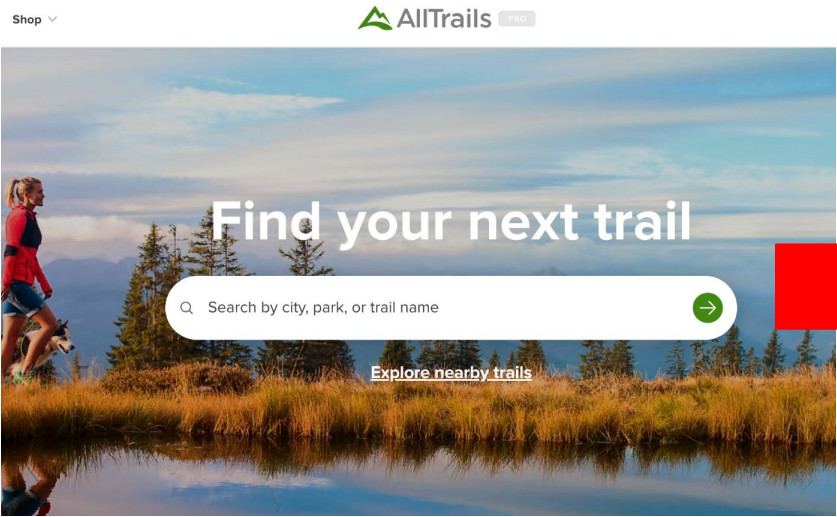 Shop
AllTrails PRO
Find your next trail
Search by city, park, or trail name
Explore nearby trails